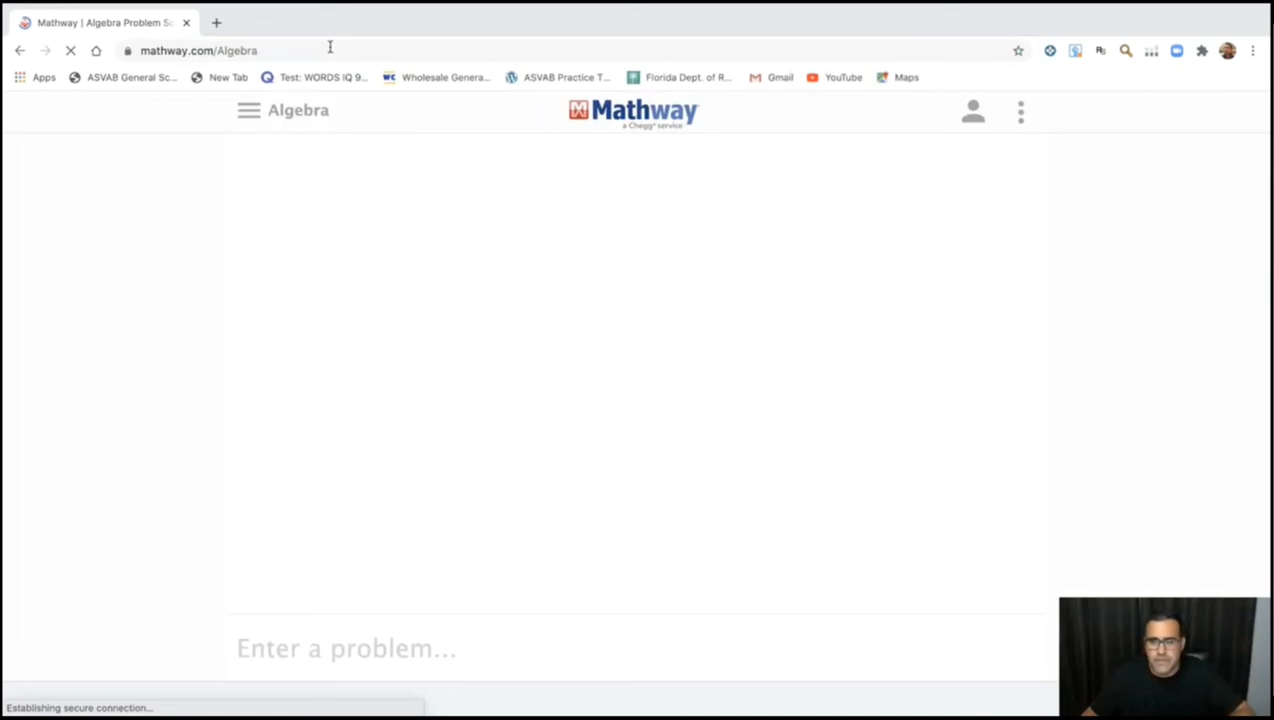 Mathway | Algebra Problem So
mathway.com/Algebra
Apps ASVAB General Sc... New Tab Test: WORDS IQ 9... Wholesale Genera... ASVAB Practice T... Florida Dept. of R... Gmail YouTube Maps
Algebra
Mathway
a Chegg® service
Enter a problem...
Establishing secure connection...